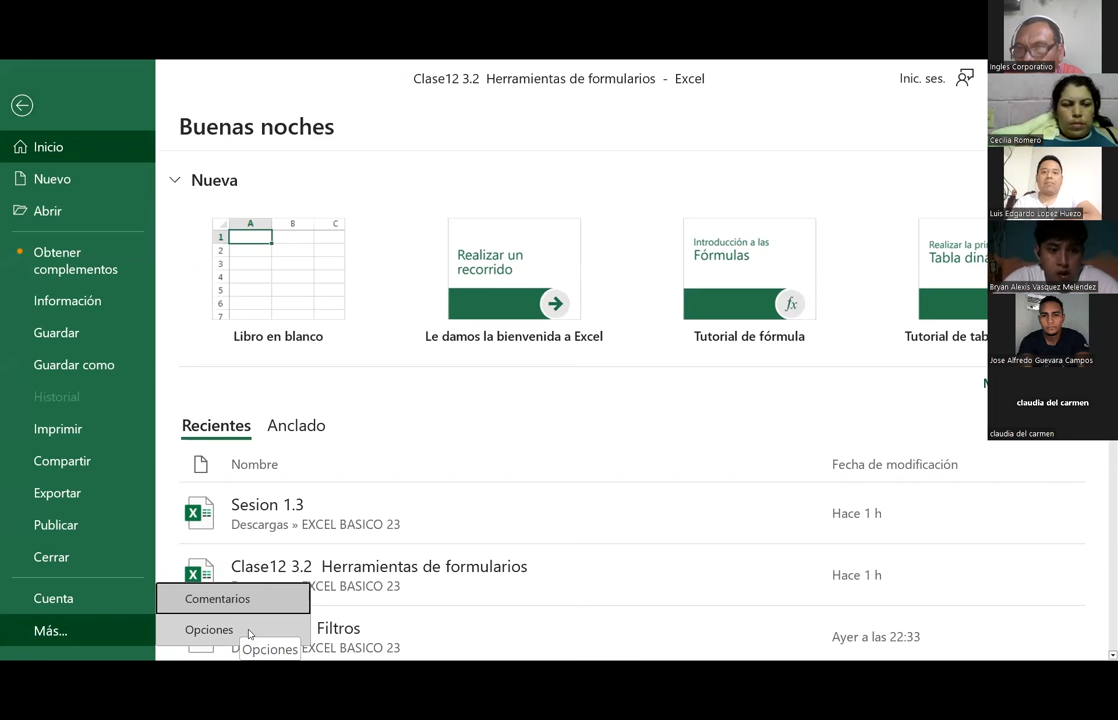 Clase12 3.2 Herramientas de formularios - Excel
Inic. ses.
Inicio
Nuevo
Abrir
Obtener
complementos
Información
Guardar
Guardar como
Historial
Imprimir
Compartir
Exportar
Publicar
Cerrar
Cuenta
Más...
Buenas noches
Nueva
A B C
1
2
3
4
5
6
7
Libro en blanco
Realizar un
recorrido
Le damos la bienvenida a Excel
Introducción a las
Fórmulas
fx
Tutorial de fórmula
Realizar la
Tabla
Tutorial de
Recientes Anclado
Nombre Fecha de modificación
Sesion 1.3
Descargas » EXCEL BASICO 23
Hace 1 h
Clase12 3.2 Herramientas de formularios
EXCEL BASICO 23
Hace 1 h
Filtros
EXCEL BASICO 23
Ayer a las 22:33
Comentarios
Opciones
Opciones
Ingles Corporativo
Cecilia Romero
Luis Edgardo Lopez Huezo
Bryan Alexis Vasquez Melendez
Jose Alfredo Guevara Campos
claudia del carmen
claudia del carmen